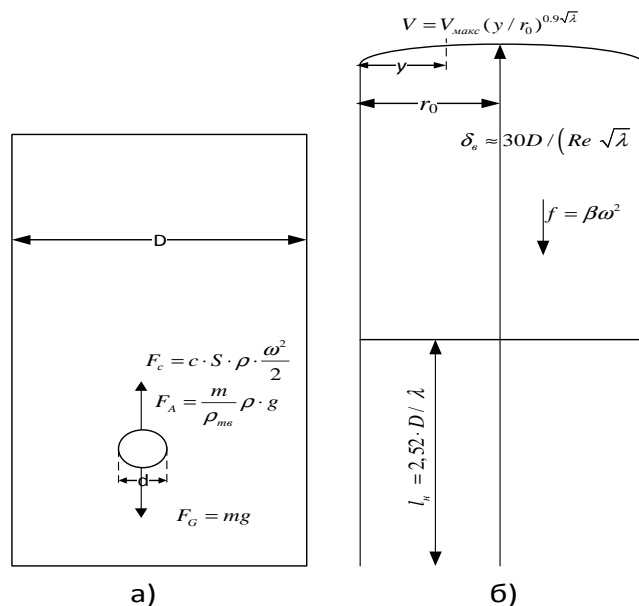 V = V_макс (y / r_0)^{0.9√λ}
y
r_0
δ_в ≈ 30D / (Re √λ
f = βω²
D
F_c = c · S · ρ · ω²/2
F_A = m/ρ_тв ρ · g
d
F_G = mg
l_н = 2,52 · D / λ
а)
б)